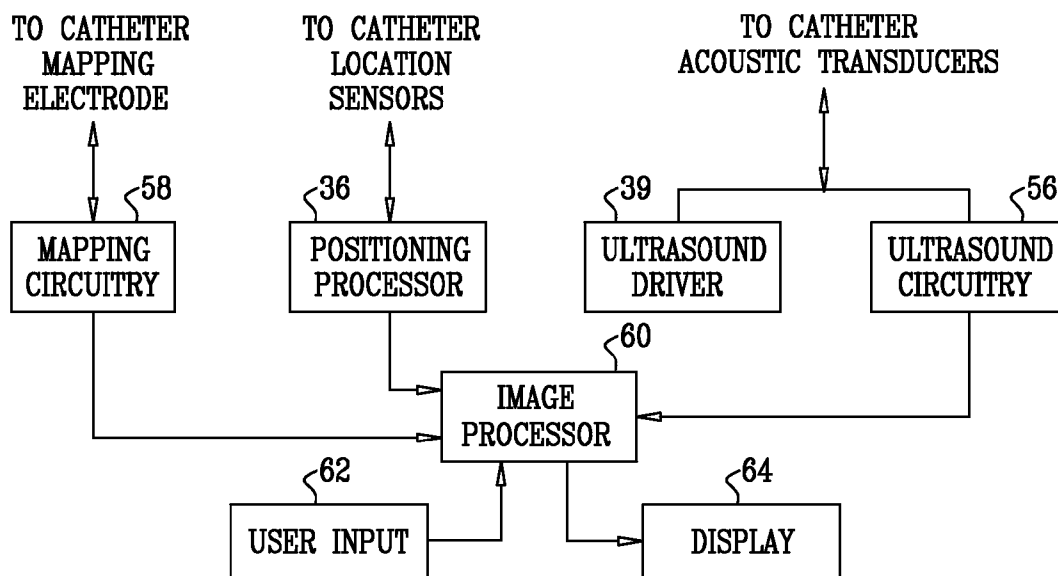 TO CATHETER
MAPPING
ELECTRODE
TO CATHETER
LOCATION
SENSORS
TO CATHETER
ACOUSTIC TRANSDUCERS
58
MAPPING
CIRCUITRY
36
POSITIONING
PROCESSOR
39
ULTRASOUND
DRIVER
56
ULTRASOUND
CIRCUITRY
60
IMAGE
PROCESSOR
62
USER INPUT
64
DISPLAY